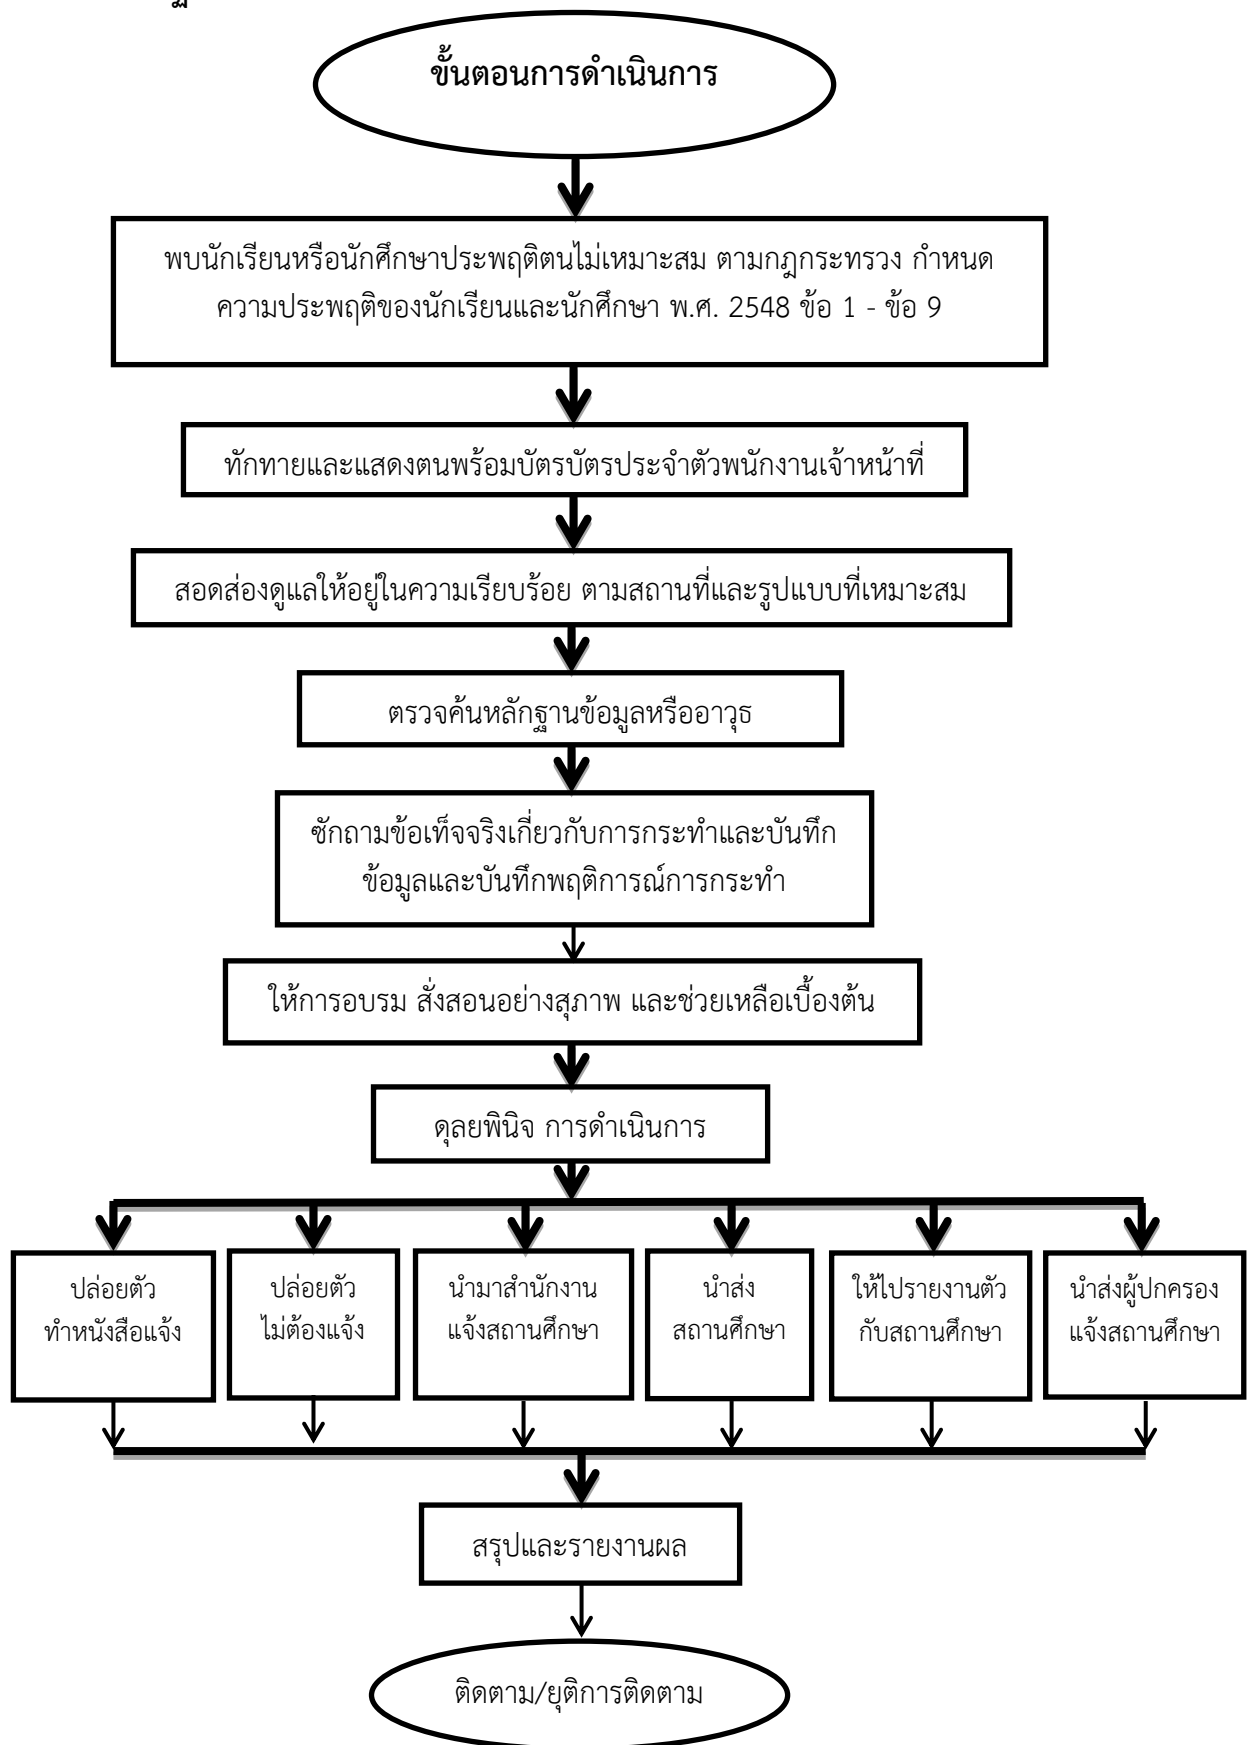 ขั้นตอนการดำเนินการ
พบนักเรียนหรือนักศึกษาประพฤติตนไม่เหมาะสม ตามกฎกระทรวง กำหนด
ความประพฤติของนักเรียนและนักศึกษา พ.ศ. 2548 ข้อ 1 - ข้อ 9
ทักทายและแสดงตนพร้อมบัตรบัตรประจำตัวพนักงานเจ้าหน้าที่
สอดส่องดูแลให้อยู่ในความเรียบร้อย ตามสถานที่และรูปแบบที่เหมาะสม
ตรวจค้นหลักฐานข้อมูลหรืออาวุธ
ซักถามข้อเท็จจริงเกี่ยวกับการกระทำและบันทึก
ข้อมูลและบันทึกพฤติการณ์การกระทำ
ให้การอบรม สั่งสอนอย่างสุภาพ และช่วยเหลือเบื้องต้น
ดุลยพินิจ การดำเนินการ
ปล่อยตัว
ทำหนังสือแจ้ง
ปล่อยตัว
ไม่ต้องแจ้ง
นำมาสำนักงาน
แจ้งสถานศึกษา
นำส่ง
สถานศึกษา
ให้ไปรายงานตัว
กับสถานศึกษา
นำส่งผู้ปกครอง
แจ้งสถานศึกษา
สรุปและรายงานผล
ติดตาม/ยุติการติดตาม